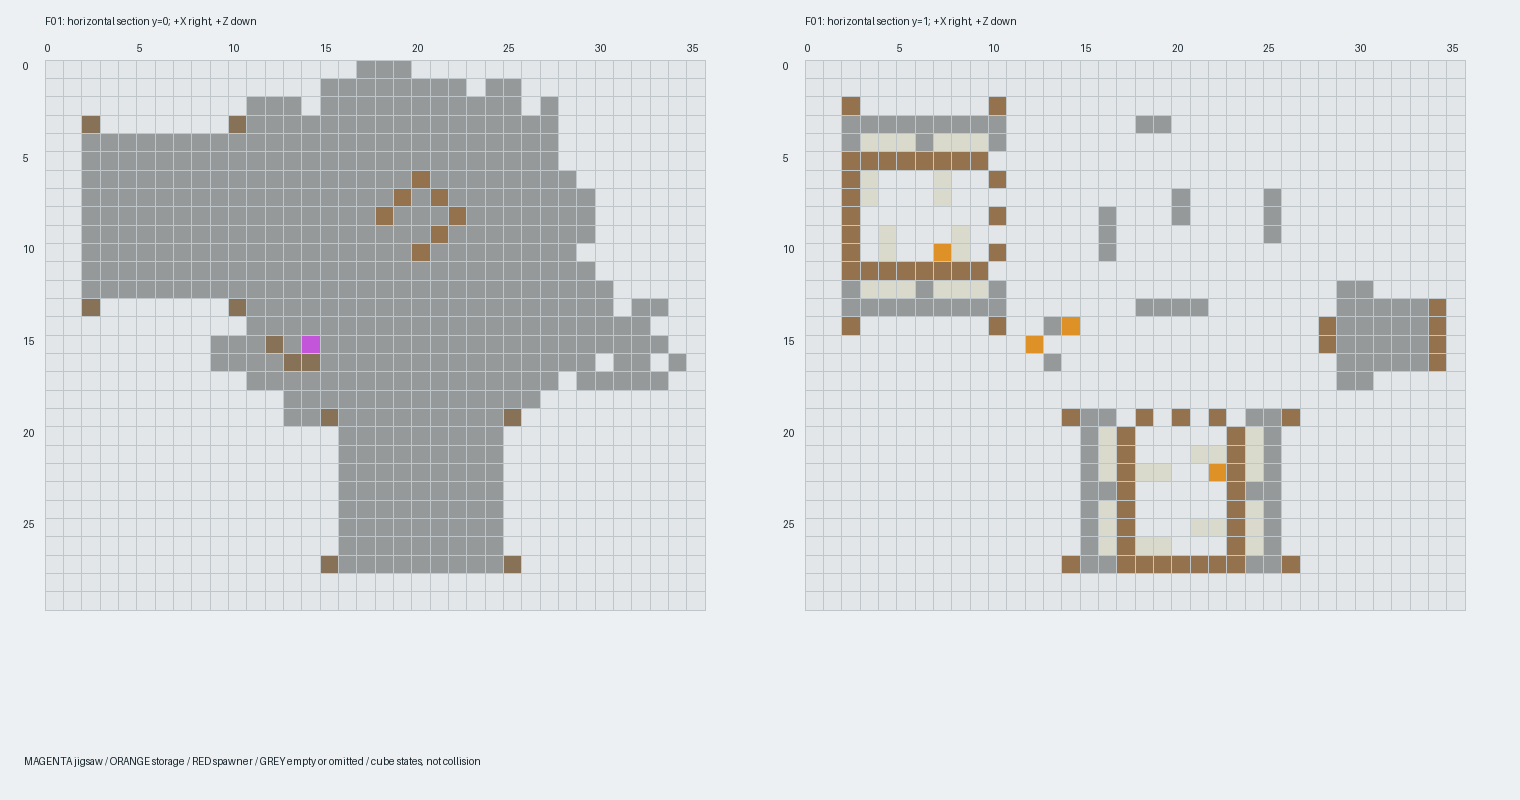 F01: horizontal section y=0; +X right, +Z down
F01: horizontal section y=1; +X right, +Z down
0 5 10 15 20 25 30 35
0 5 10 15 20 25 30 35
0
5
10
15
20
25
0
5
10
15
20
25
MAGENTA jigsaw / ORANGE storage / RED spawner / GREY empty or omitted / cube states, not collision